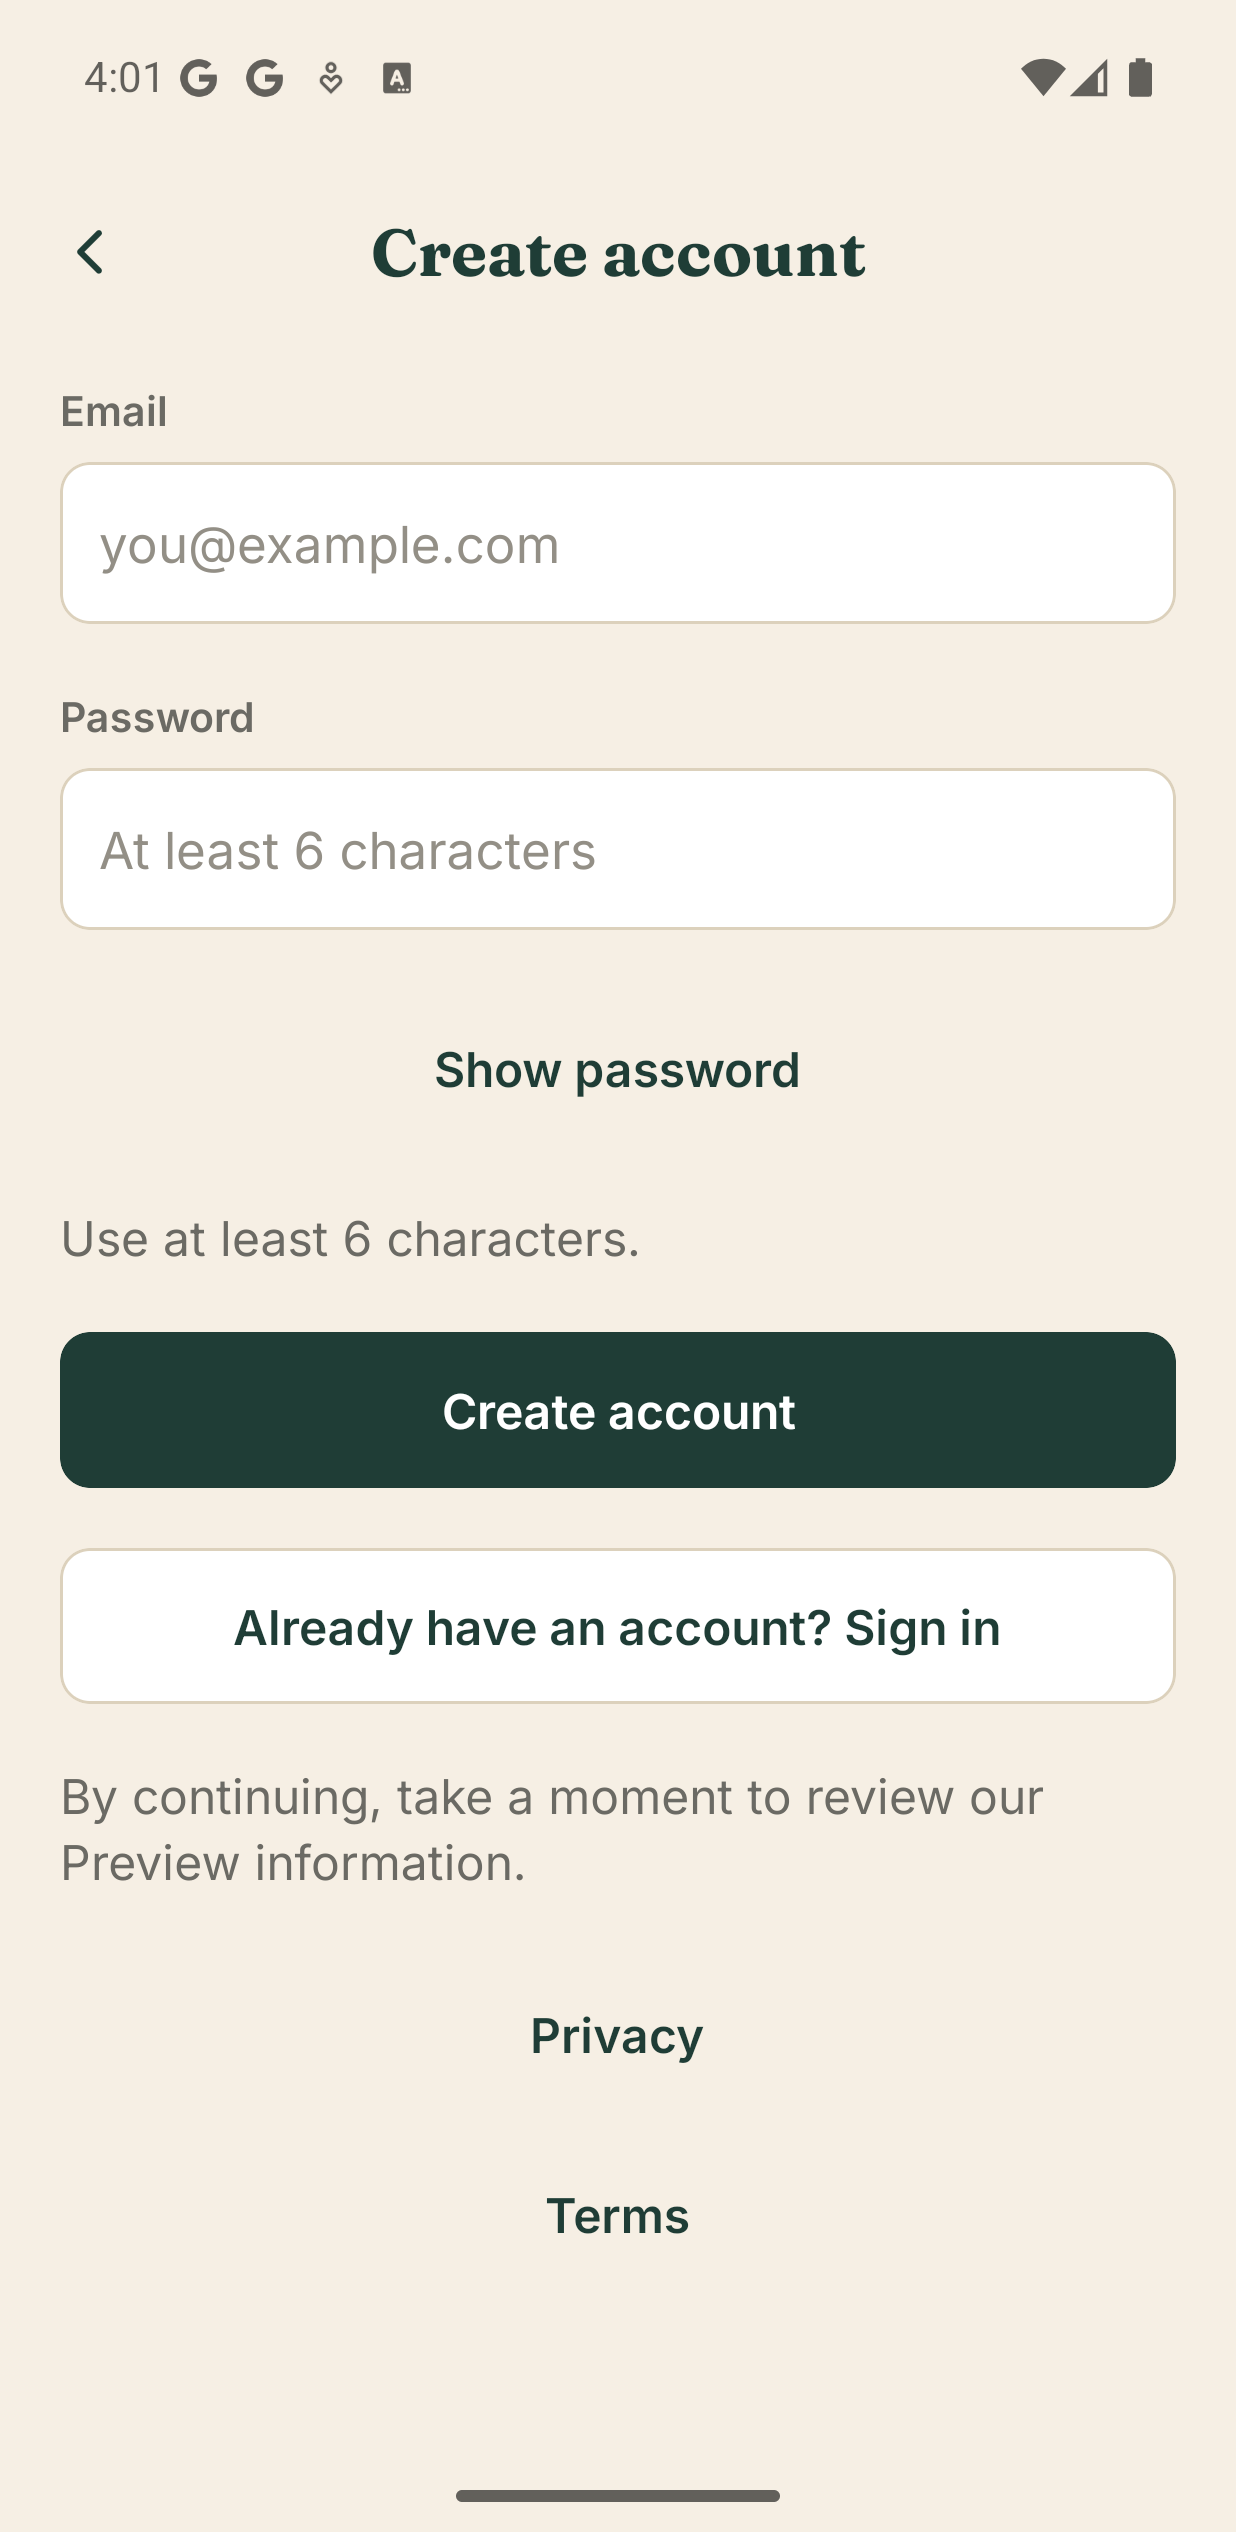 4:01
Create account
Email
you@example.com
Password
At least 6 characters
Show password
Use at least 6 characters.
Create account
Already have an account? Sign in
By continuing, take a moment to review our
Preview information.
Privacy
Terms